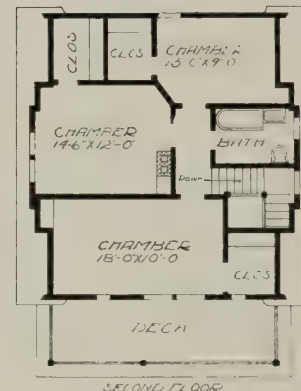 CLOS
CLOS
CHAMBER
13'-0"X9'-0
CHAMBER
14-6"X12'-0"
BATH
DOWN
CHAMBER
18'-0"X10'-0
CLOS
DECK
SECOND FLOOR